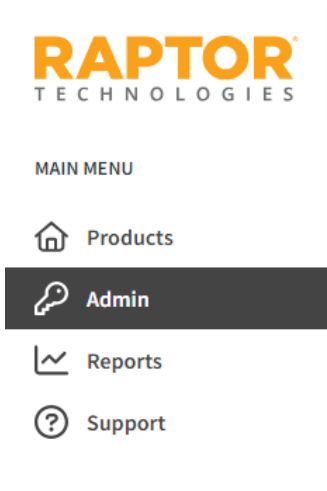 RAPTOR
TECHNOLOGIES
MAIN MENU
Products
Admin
Reports
Support